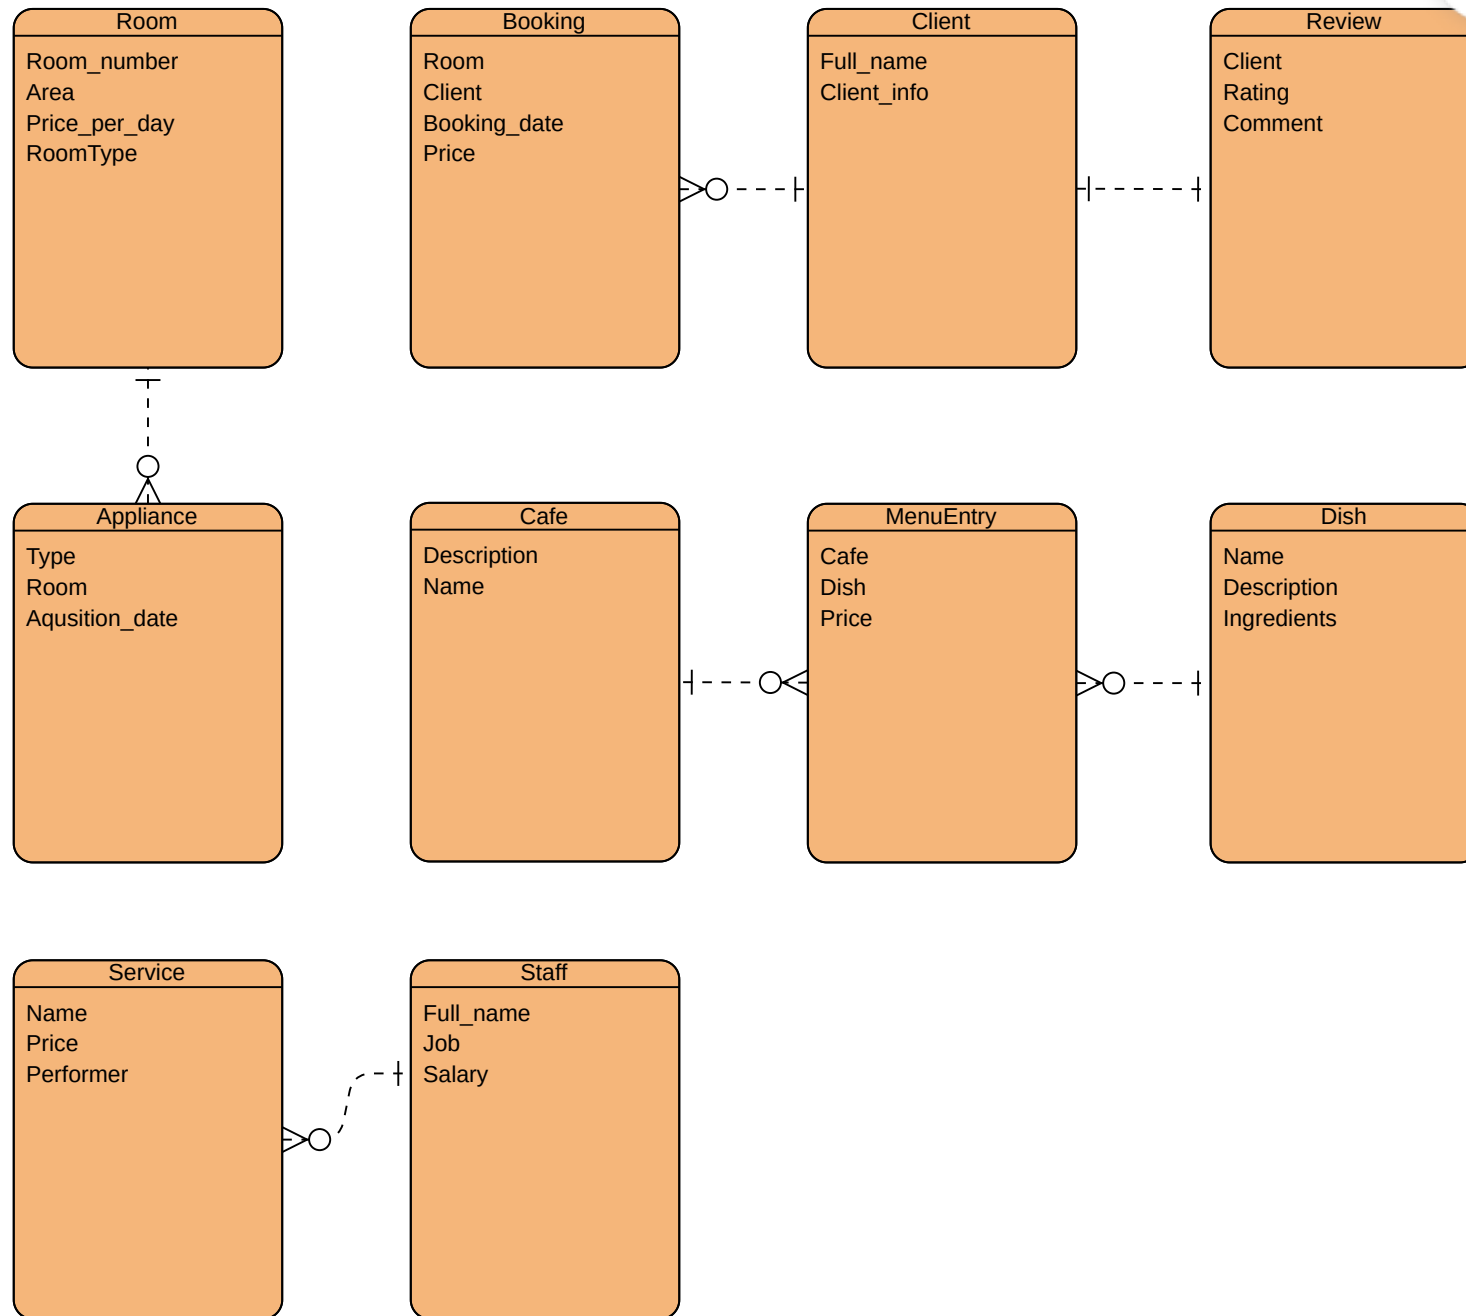 Room
Room_number
Area
Price_per_day
RoomType
Booking
Room
Client
Booking_date
Price
Client
Full_name
Client_info
Review
Client
Rating
Comment
Appliance
Type
Room
Aqusition_date
Cafe
Description
Name
MenuEntry
Cafe
Dish
Price
Dish
Name
Description
Ingredients
Service
Name
Price
Performer
Staff
Full_name
Job
Salary